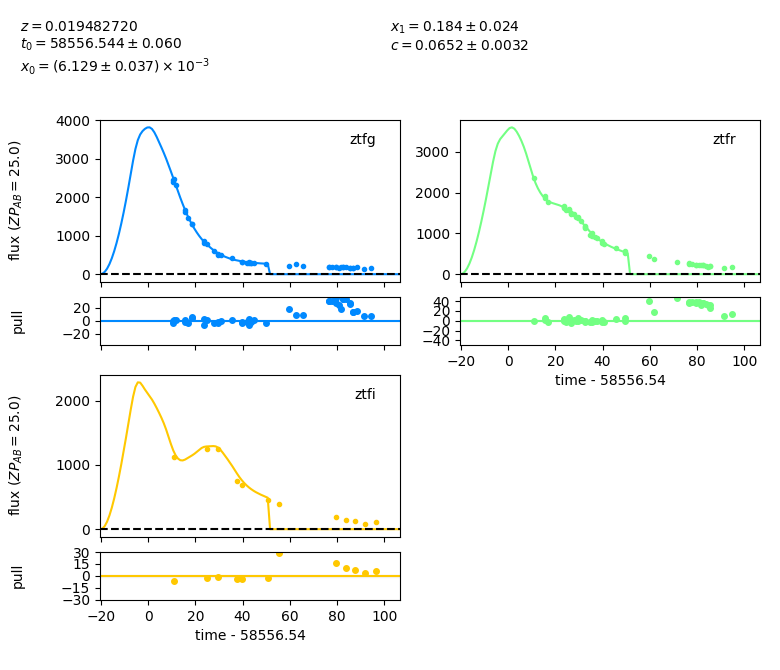 z = 0.019482720
t₀ = 58556.544 ± 0.060
x₀ = (6.129 ± 0.037) × 10⁻³
x₁ = 0.184 ± 0.024
c = 0.0652 ± 0.0032
flux (ZP_AB = 25.0)
4000
3000
2000
1000
0
ztfg
3000
2000
1000
0
ztfr
pull
20
0
−20
40
20
0
−20
−40
−20 0 20 40 60 80 100
time - 58556.54
flux (ZP_AB = 25.0)
2000
1000
0
ztfi
pull
30
15
0
−15
−30
−20 0 20 40 60 80 100
time - 58556.54